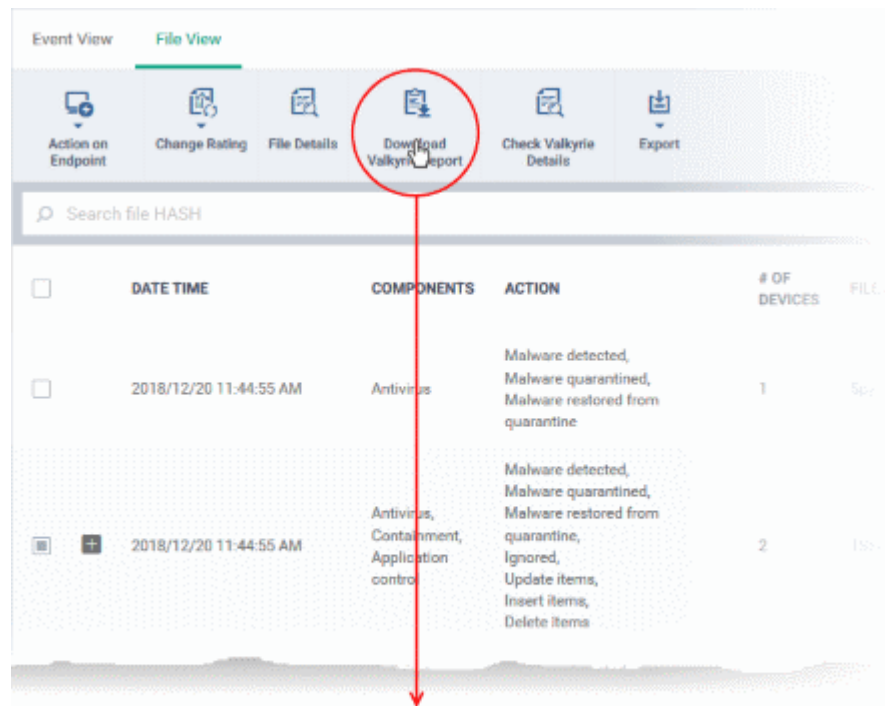 Event View File View
Action on Endpoint
Change Rating
File Details
Download Valkyrie Report
Check Valkyrie Details
Export
Search file HASH
DATE TIME COMPONENTS ACTION # OF DEVICES
2018/12/20 11:44:55 AM
Antivirus
Malware detected,
Malware quarantined,
Malware restored from
quarantine
1
2018/12/20 11:44:55 AM
Antivirus,
Containment,
Application
control
Malware detected,
Malware quarantined,
Malware restored from
quarantine,
Ignored,
Update items,
Insert items,
Delete items
2